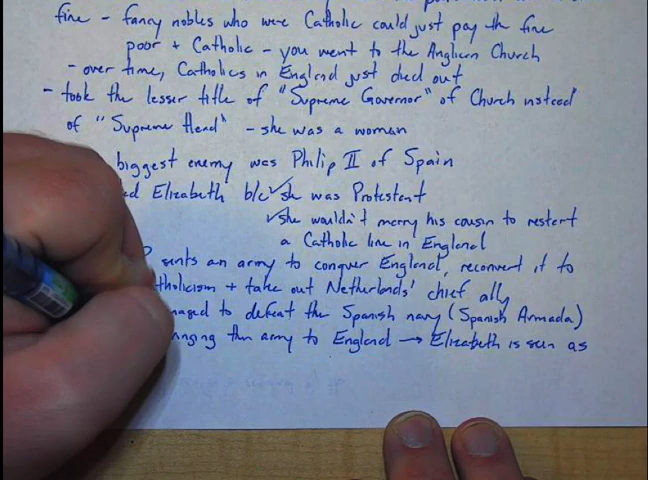 fine - fancy nobles who were Catholic could just pay the fine
poor + Catholic - you went to the Anglican Church
- over time, Catholics in England just died out
- took the lesser title of "Supreme Governor" of Church instead
of "Supreme Head" - she was a woman
biggest enemy was Philip II of Spain
ed Elizabeth b/c ✓she was Protestant
✓she wouldn't marry his cousin to restart
a Catholic line in England
sents an army to conquer England, reconvert it to
tholicism + take out Netherlands' chief ally
naged to defeat the Spanish navy (Spanish Armada)
nging the army to England → Elizabeth is seen as